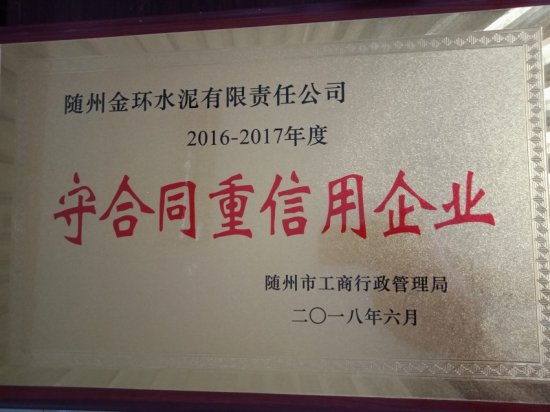 随州金环水泥有限责任公司
2016-2017年度
守合同重信用企业
随州市工商行政管理局
二〇一八年六月